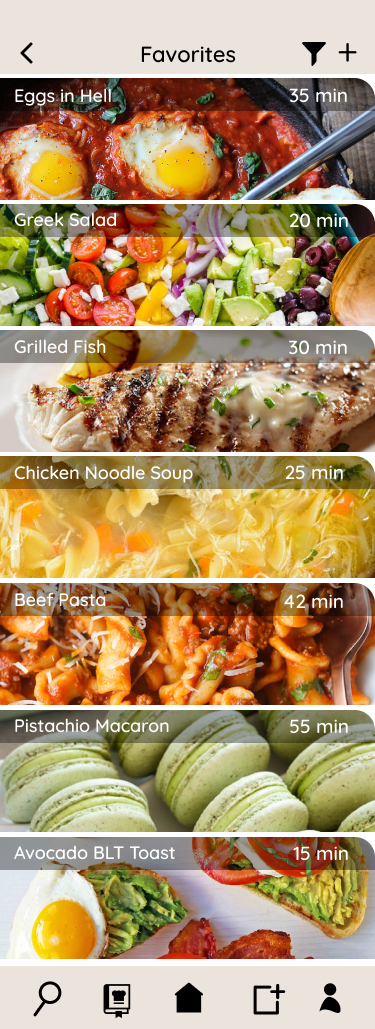 Favorites
Eggs in Hell 35 min
Greek Salad 20 min
Grilled Fish 30 min
Chicken Noodle Soup 25 min
Beef Pasta 42 min
Pistachio Macaron 55 min
Avocado BLT Toast 15 min